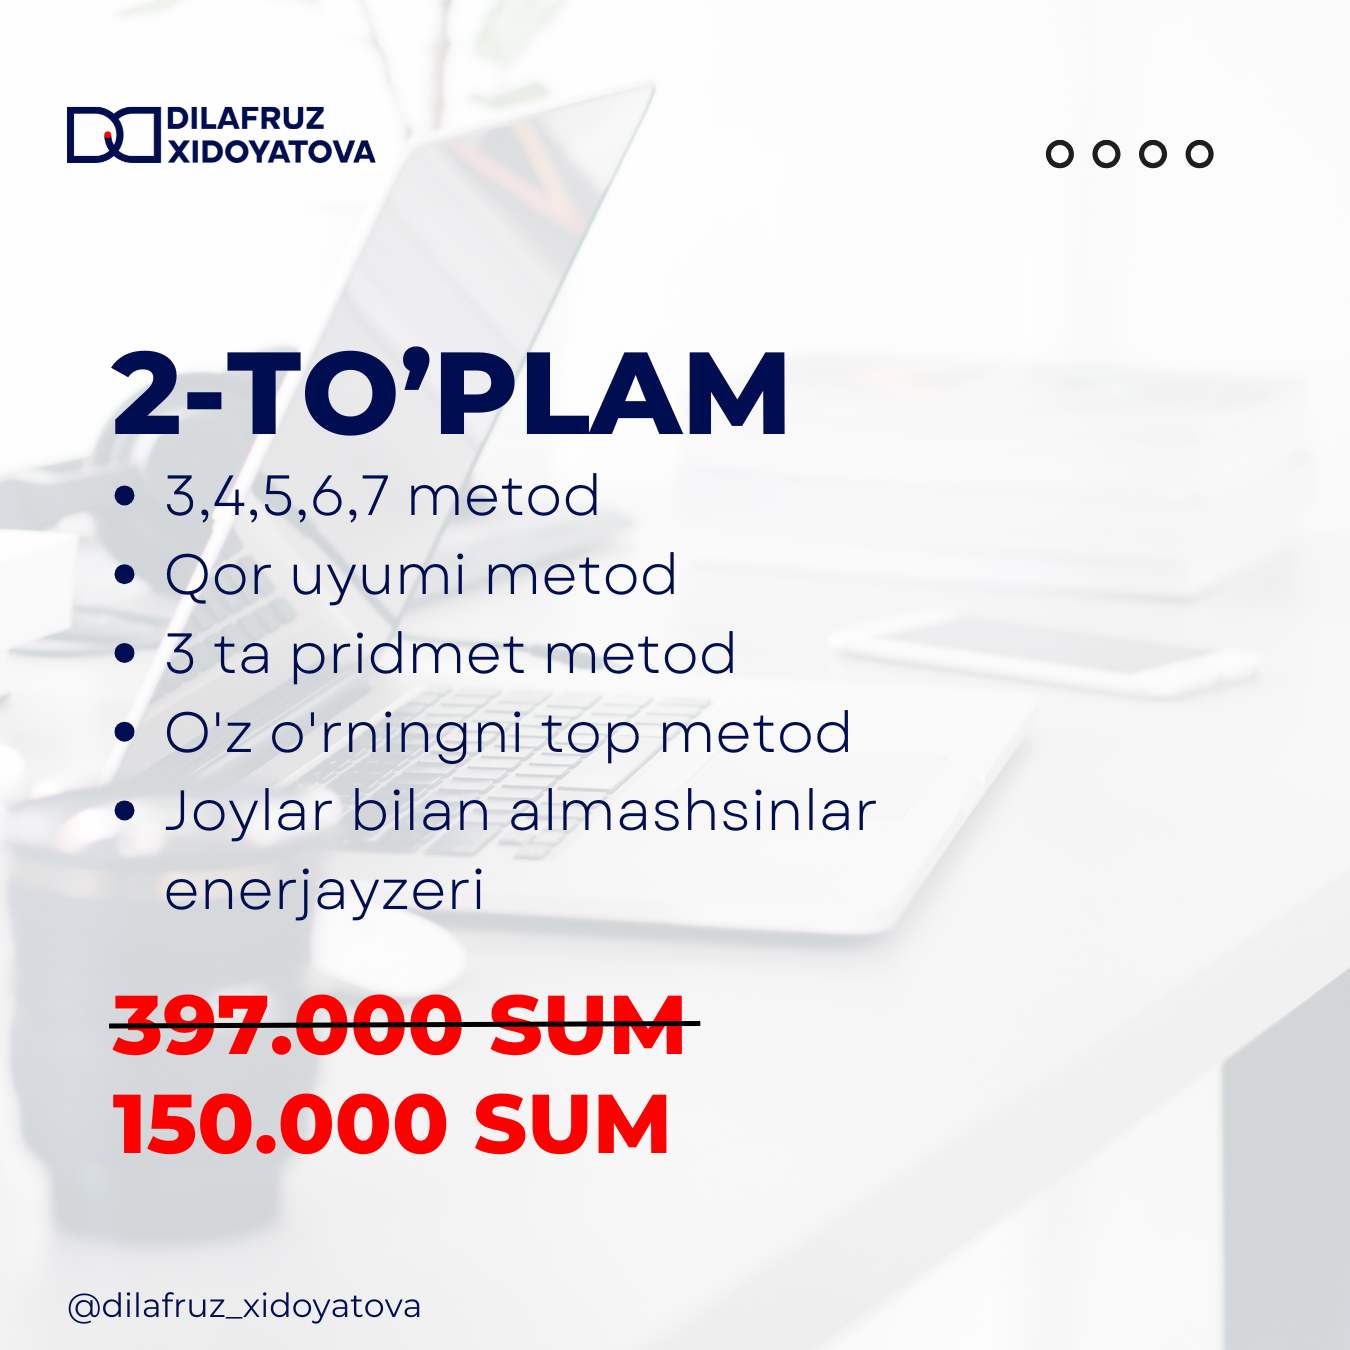 DILAFRUZ
XIDOYATOVA
2-TO’PLAM
• 3,4,5,6,7 metod
• Qor uyumi metod
• 3 ta pridmet metod
• O'z o'rningni top metod
• Joylar bilan almashsinlar
enerjayzeri
397.000 SUM
150.000 SUM
@dilafruz_xidoyatova